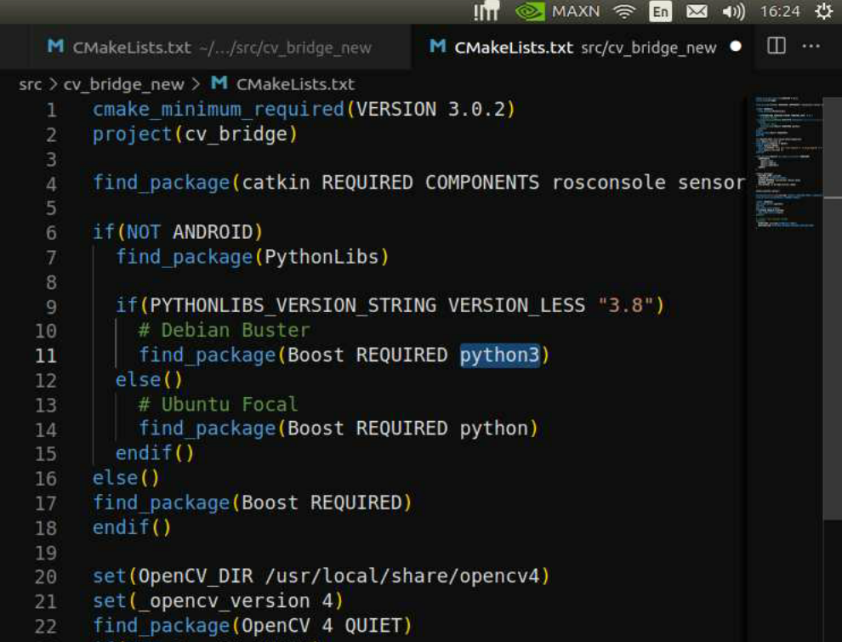 MAXN En 16:24
M CMakeLists.txt ~/.../src/cv_bridge_new M CMakeLists.txt src/cv_bridge_new
src > cv_bridge_new > M CMakeLists.txt
1 cmake_minimum_required(VERSION 3.0.2)
2 project(cv_bridge)
3
4 find_package(catkin REQUIRED COMPONENTS rosconsole sensor
5
6 if(NOT ANDROID)
7 find_package(PythonLibs)
8
9 if(PYTHONLIBS_VERSION_STRING VERSION_LESS "3.8")
10 # Debian Buster
11 find_package(Boost REQUIRED python3)
12 else()
13 # Ubuntu Focal
14 find_package(Boost REQUIRED python)
15 endif()
16 else()
17 find_package(Boost REQUIRED)
18 endif()
19
20 set(OpenCV_DIR /usr/local/share/opencv4)
21 set(_opencv_version 4)
22 find_package(OpenCV 4 QUIET)